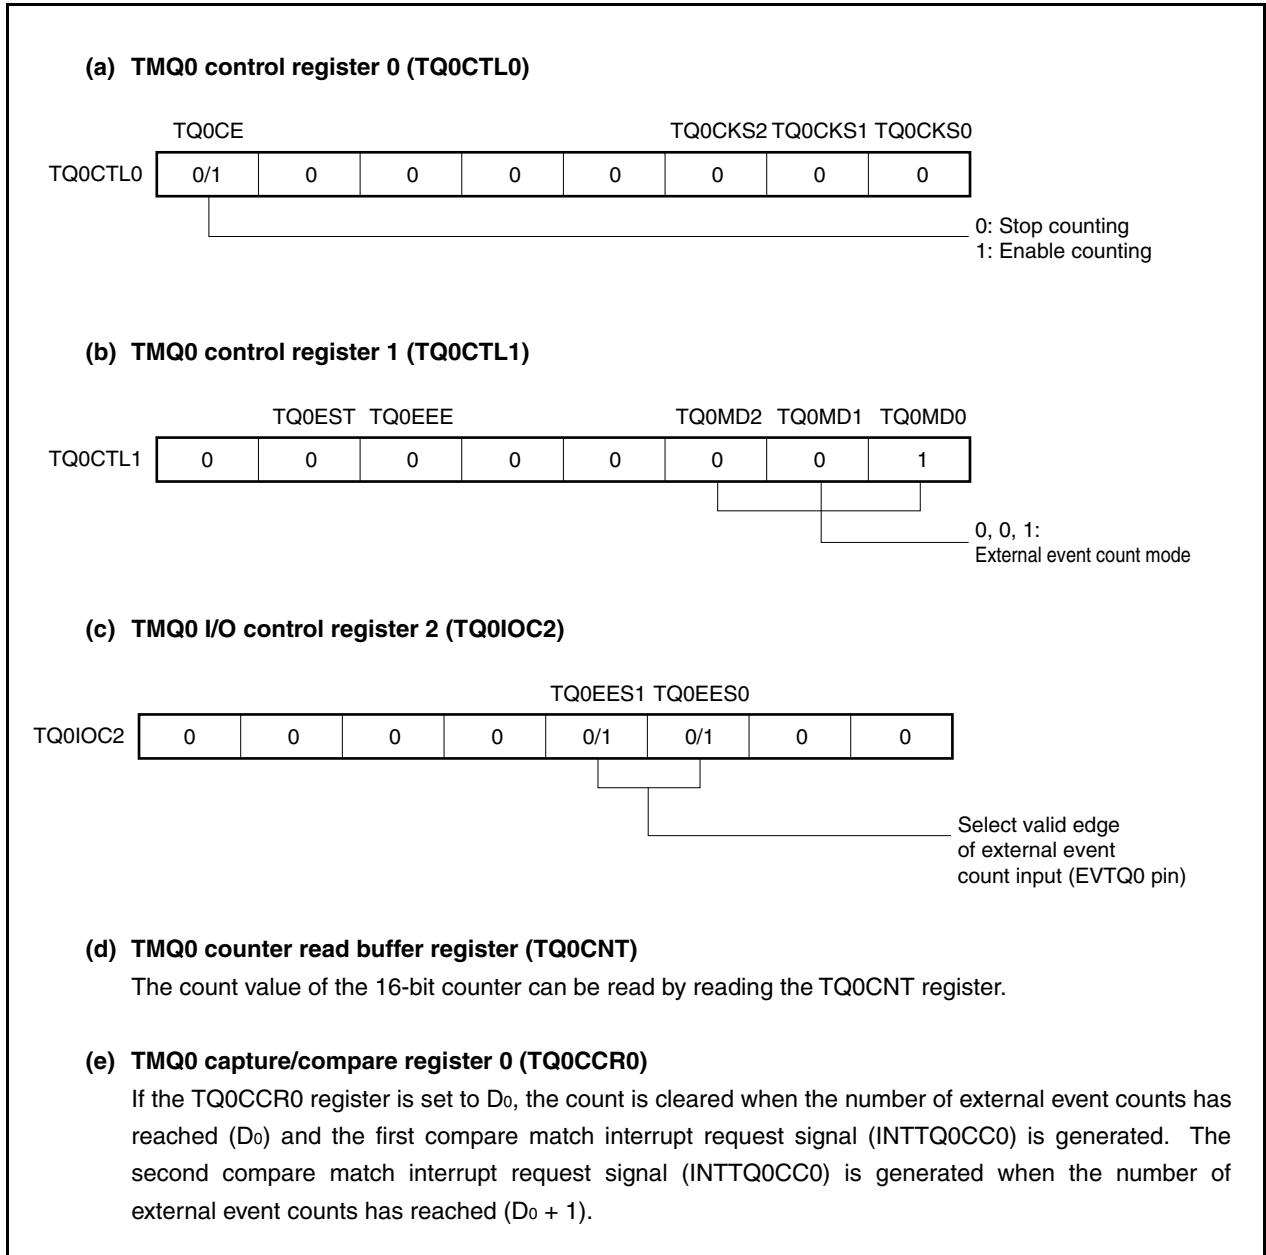 (a) TMQ0 control register 0 (TQ0CTL0)
TQ0CE TQ0CKS2 TQ0CKS1 TQ0CKS0
TQ0CTL0 0/1 0 0 0 0 0 0 0
0: Stop counting
1: Enable counting
(b) TMQ0 control register 1 (TQ0CTL1)
TQ0EST TQ0EEE TQ0MD2 TQ0MD1 TQ0MD0
TQ0CTL1 0 0 0 0 0 0 0 1
0, 0, 1:
External event count mode
(c) TMQ0 I/O control register 2 (TQ0IOC2)
TQ0EES1 TQ0EES0
TQ0IOC2 0 0 0 0 0/1 0/1 0 0
Select valid edge
of external event
count input (EVTQ0 pin)
(d) TMQ0 counter read buffer register (TQ0CNT)
The count value of the 16-bit counter can be read by reading the TQ0CNT register.
(e) TMQ0 capture/compare register 0 (TQ0CCR0)
If the TQ0CCR0 register is set to D0, the count is cleared when the number of external event counts has
reached (D0) and the first compare match interrupt request signal (INTTQ0CC0) is generated. The
second compare match interrupt request signal (INTTQ0CC0) is generated when the number of
external event counts has reached (D0 + 1).